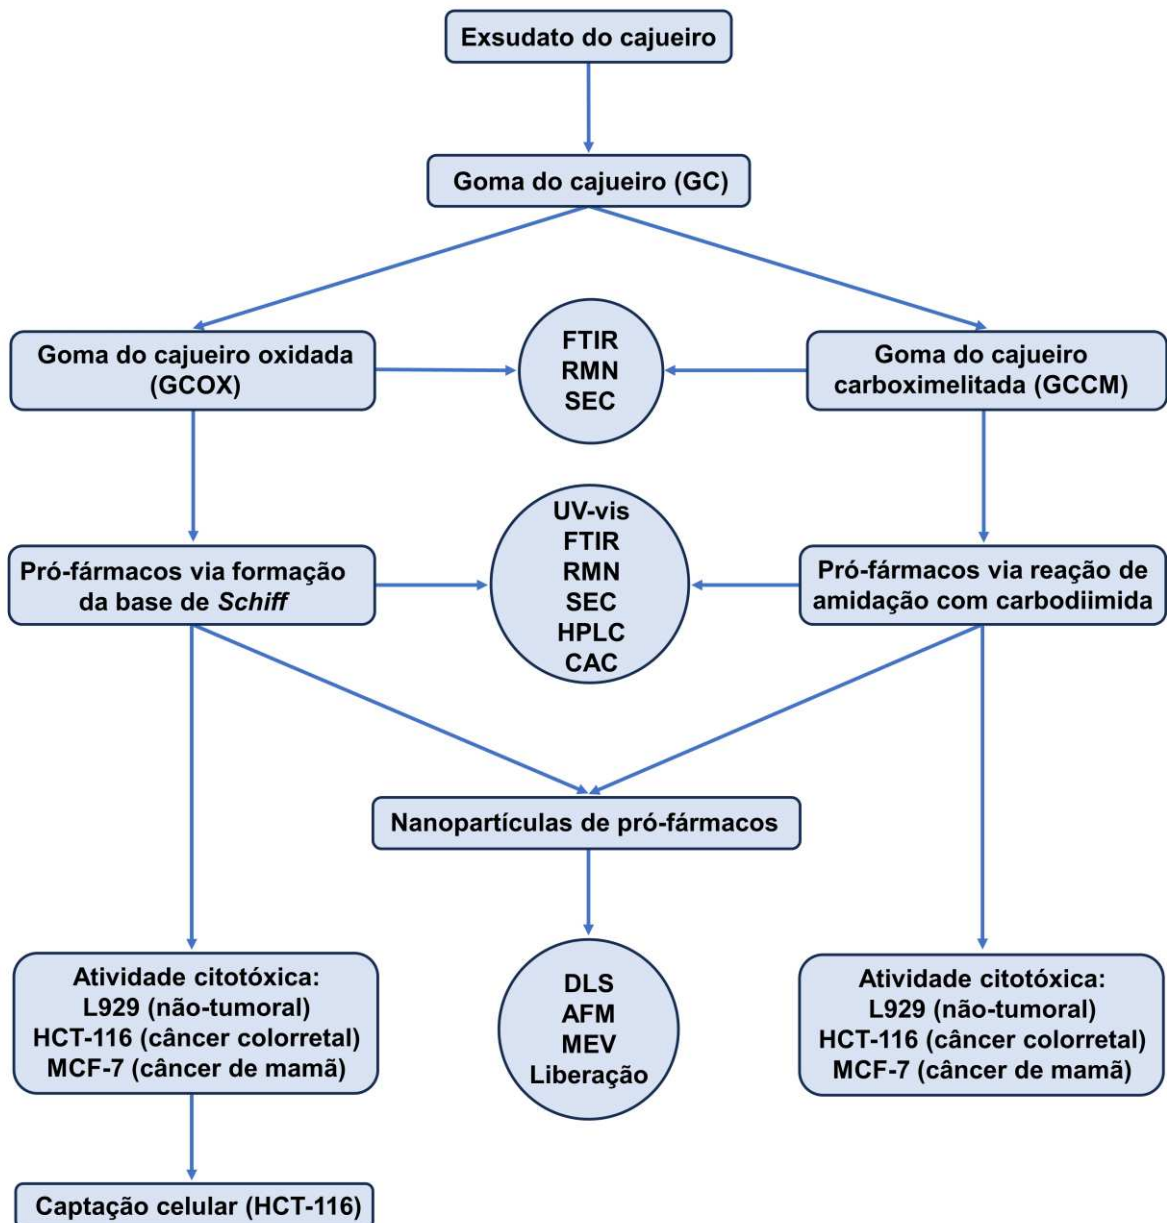 Exsudato do cajueiro
Goma do cajueiro (GC)
Goma do cajueiro oxidada
(GCOX)
FTIR
RMN
SEC
Goma do cajueiro
carboximelitada (GCCM)
Pró-fármacos via formação
da base de Schiff
UV-vis
FTIR
RMN
SEC
HPLC
CAC
Pró-fármacos via reação de
amidação com carbodiimida
Nanopartículas de pró-fármacos
Atividade citotóxica:
L929 (não-tumoral)
HCT-116 (câncer colorretal)
MCF-7 (câncer de mamã)
DLS
AFM
MEV
Liberação
Atividade citotóxica:
L929 (não-tumoral)
HCT-116 (câncer colorretal)
MCF-7 (câncer de mamã)
Captação celular (HCT-116)